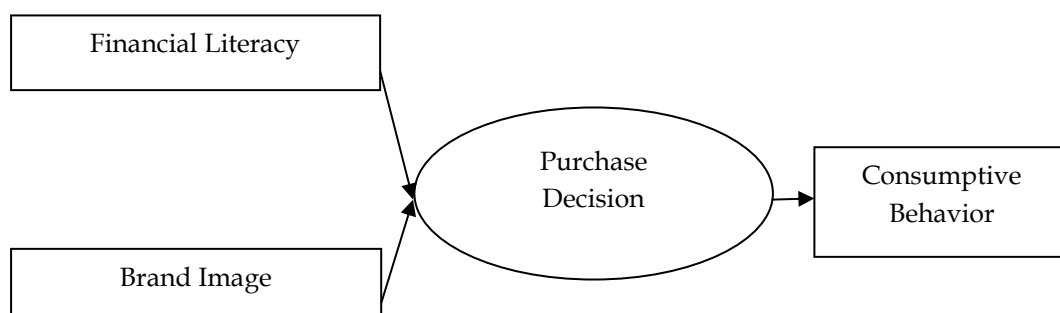 Financial Literacy
Purchase
Decision
Consumptive
Behavior
Brand Image